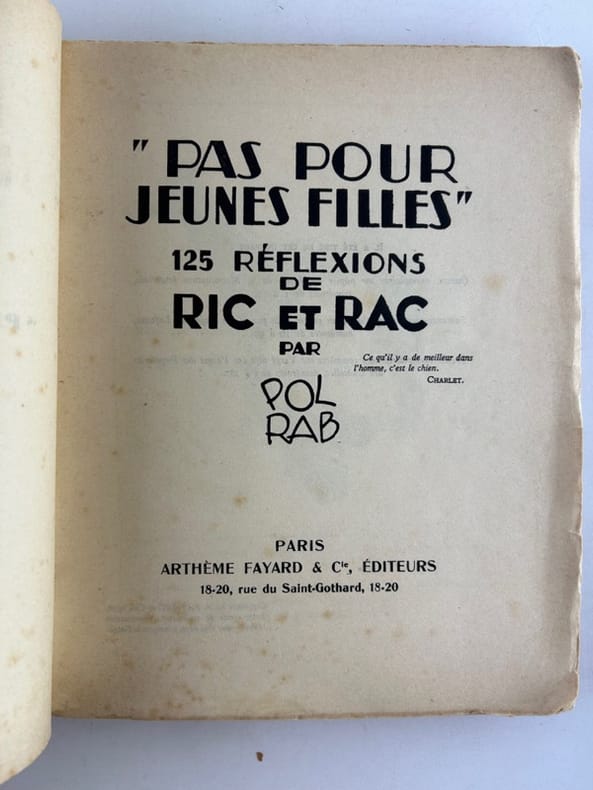 "PAS POUR
JEUNES FILLES"
125 RÉFLEXIONS
DE
RIC ET RAC
PAR
Ce qu'il y a de meilleur dans
l'homme, c'est le chien.
CHARLET.
POL
RAB
PARIS
ARTHÈME FAYARD & Cie, ÉDITEURS
18-20, rue du Saint-Gothard, 18-20